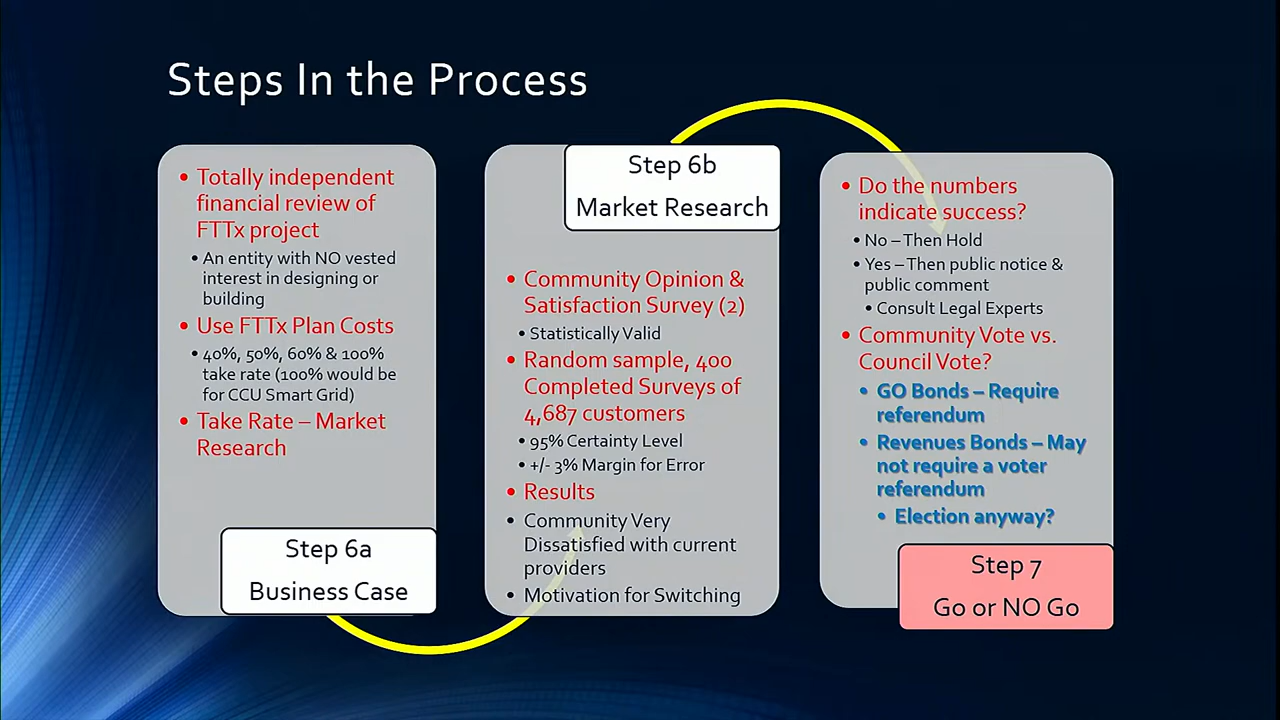 Steps In the Process
• Totally independent
financial review of
FTTx project
• An entity with NO vested
interest in designing or
building
• Use FTTx Plan Costs
• 40%, 50%, 60% & 100%
take rate (100% would be
for CCU Smart Grid)
• Take Rate – Market
Research
Step 6a
Business Case
Step 6b
Market Research
• Community Opinion &
Satisfaction Survey (2)
• Statistically Valid
• Random sample, 400
Completed Surveys of
4,687 customers
• 95% Certainty Level
• +/- 3% Margin for Error
• Results
• Community Very
Dissatisfied with current
providers
• Motivation for Switching
• Do the numbers
indicate success?
• No – Then Hold
• Yes – Then public notice &
public comment
• Consult Legal Experts
• Community Vote vs.
Council Vote?
• GO Bonds – Require
referendum
• Revenues Bonds – May
not require a voter
referendum
• Election anyway?
Step 7
Go or NO Go